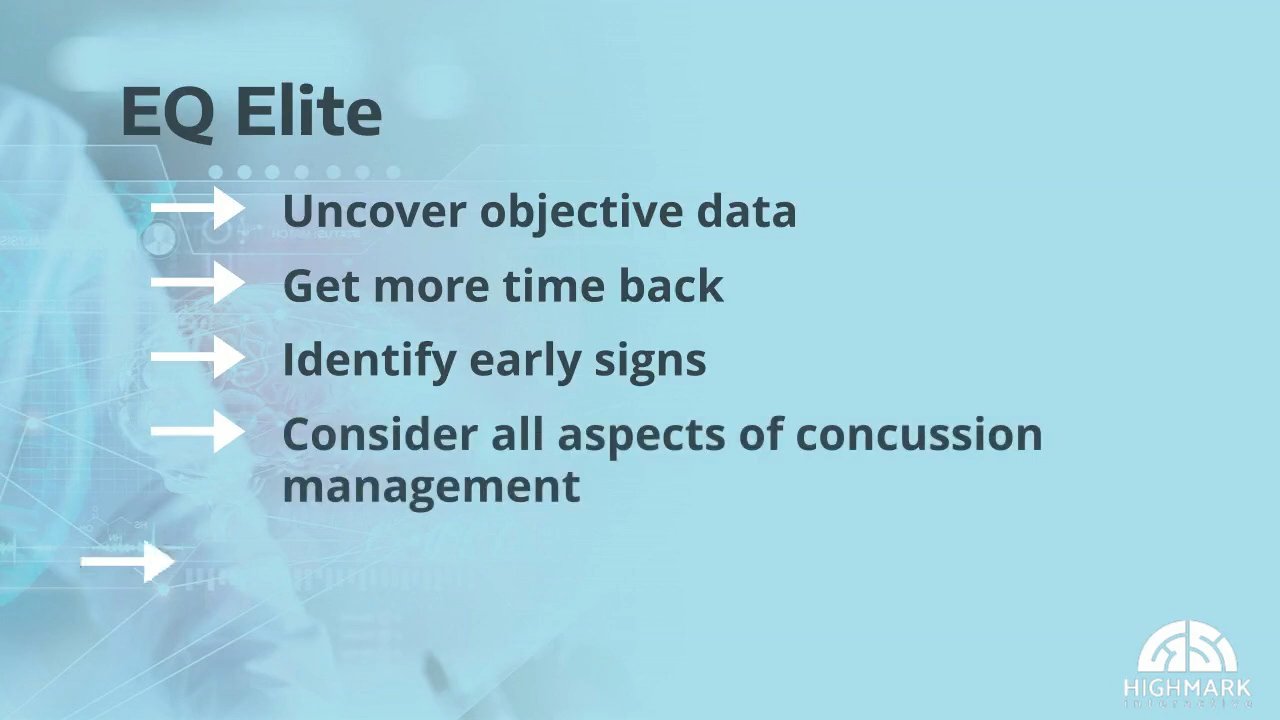 EQ Elite
Uncover objective data
Get more time back
Identify early signs
Consider all aspects of concussion
management
HIGHMARK
interactive